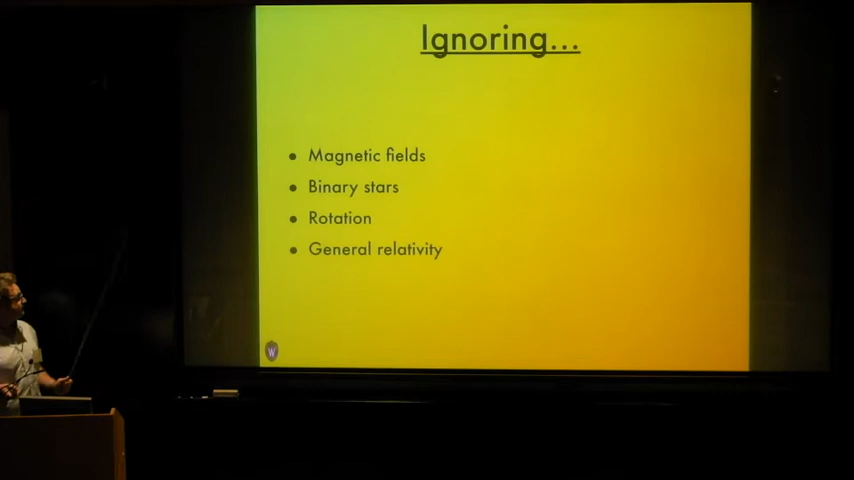 Ignoring...
• Magnetic fields
• Binary stars
• Rotation
• General relativity
W